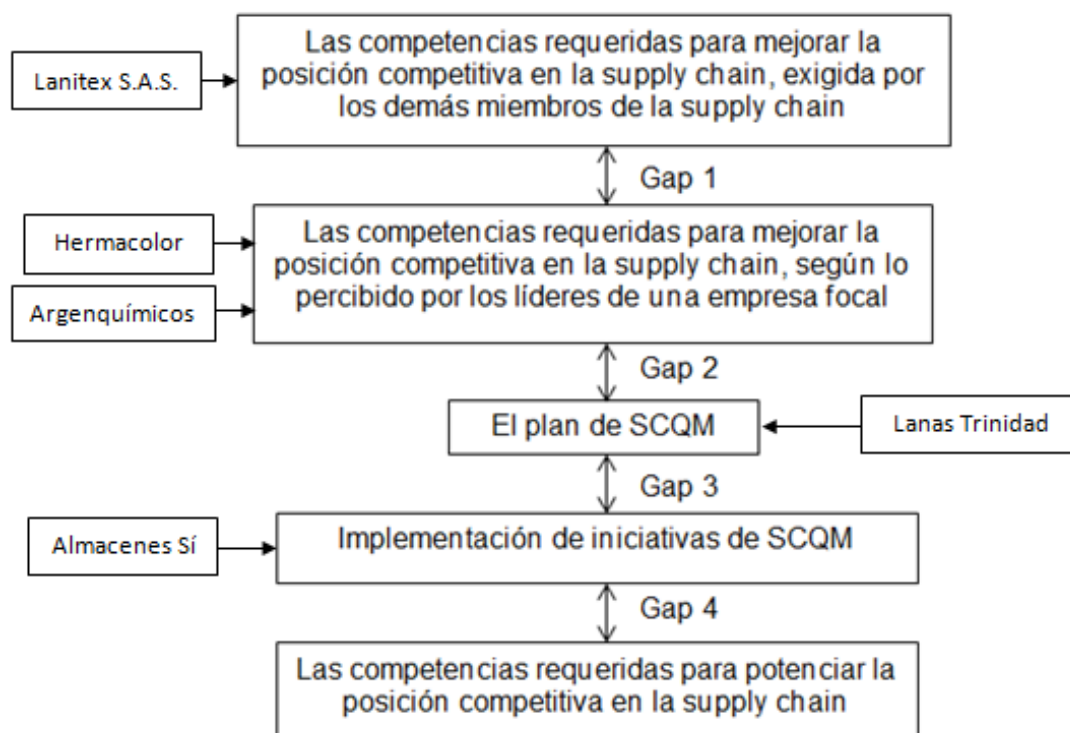 Las competencias requeridas para mejorar la
posición competitiva en la supply chain, exigida por
los demás miembros de la supply chain
Lanitex S.A.S.
Gap 1
Hermacolor
Argenquímicos
Las competencias requeridas para mejorar la
posición competitiva en la supply chain, según lo
percibido por los líderes de una empresa focal
Gap 2
El plan de SCQM
Lanas Trinidad
Gap 3
Almacenes Sí
Implementación de iniciativas de SCQM
Gap 4
Las competencias requeridas para potenciar la
posición competitiva en la supply chain